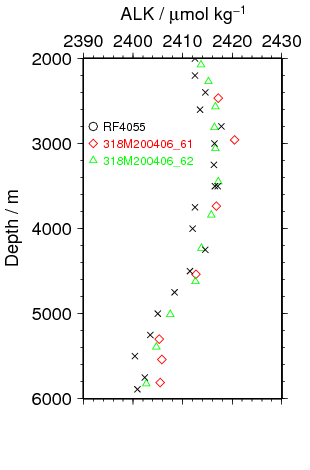 ALK / μmol kg⁻¹
2390 2400 2410 2420 2430
2000
RF4055
3000
318M200406_61
318M200406_62
Depth / m
4000
5000
6000